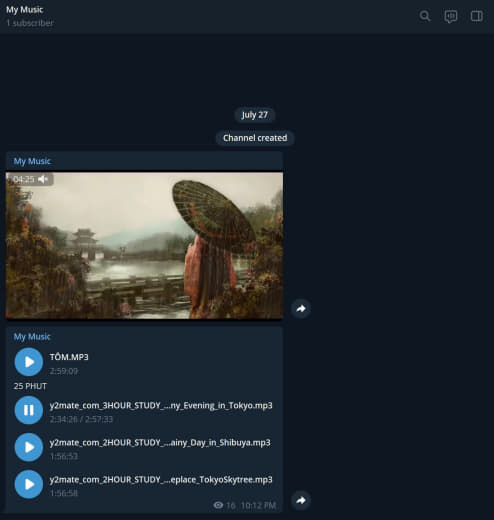 My Music
1 subscriber
July 27
Channel created
My Music
04:25
My Music
TÔM.MP3
2:59:09
25 PHUT
y2mate_com_3HOUR_STUDY_...ny_Evening_in_Tokyo.mp3
2:34:26 / 2:57:33
y2mate_com_2HOUR_STUDY_...ainy_Day_in_Shibuya.mp3
1:56:53
y2mate_com_2HOUR_STUDY_...eplace_TokyoSkytree.mp3
1:56:58
16 10:12 PM